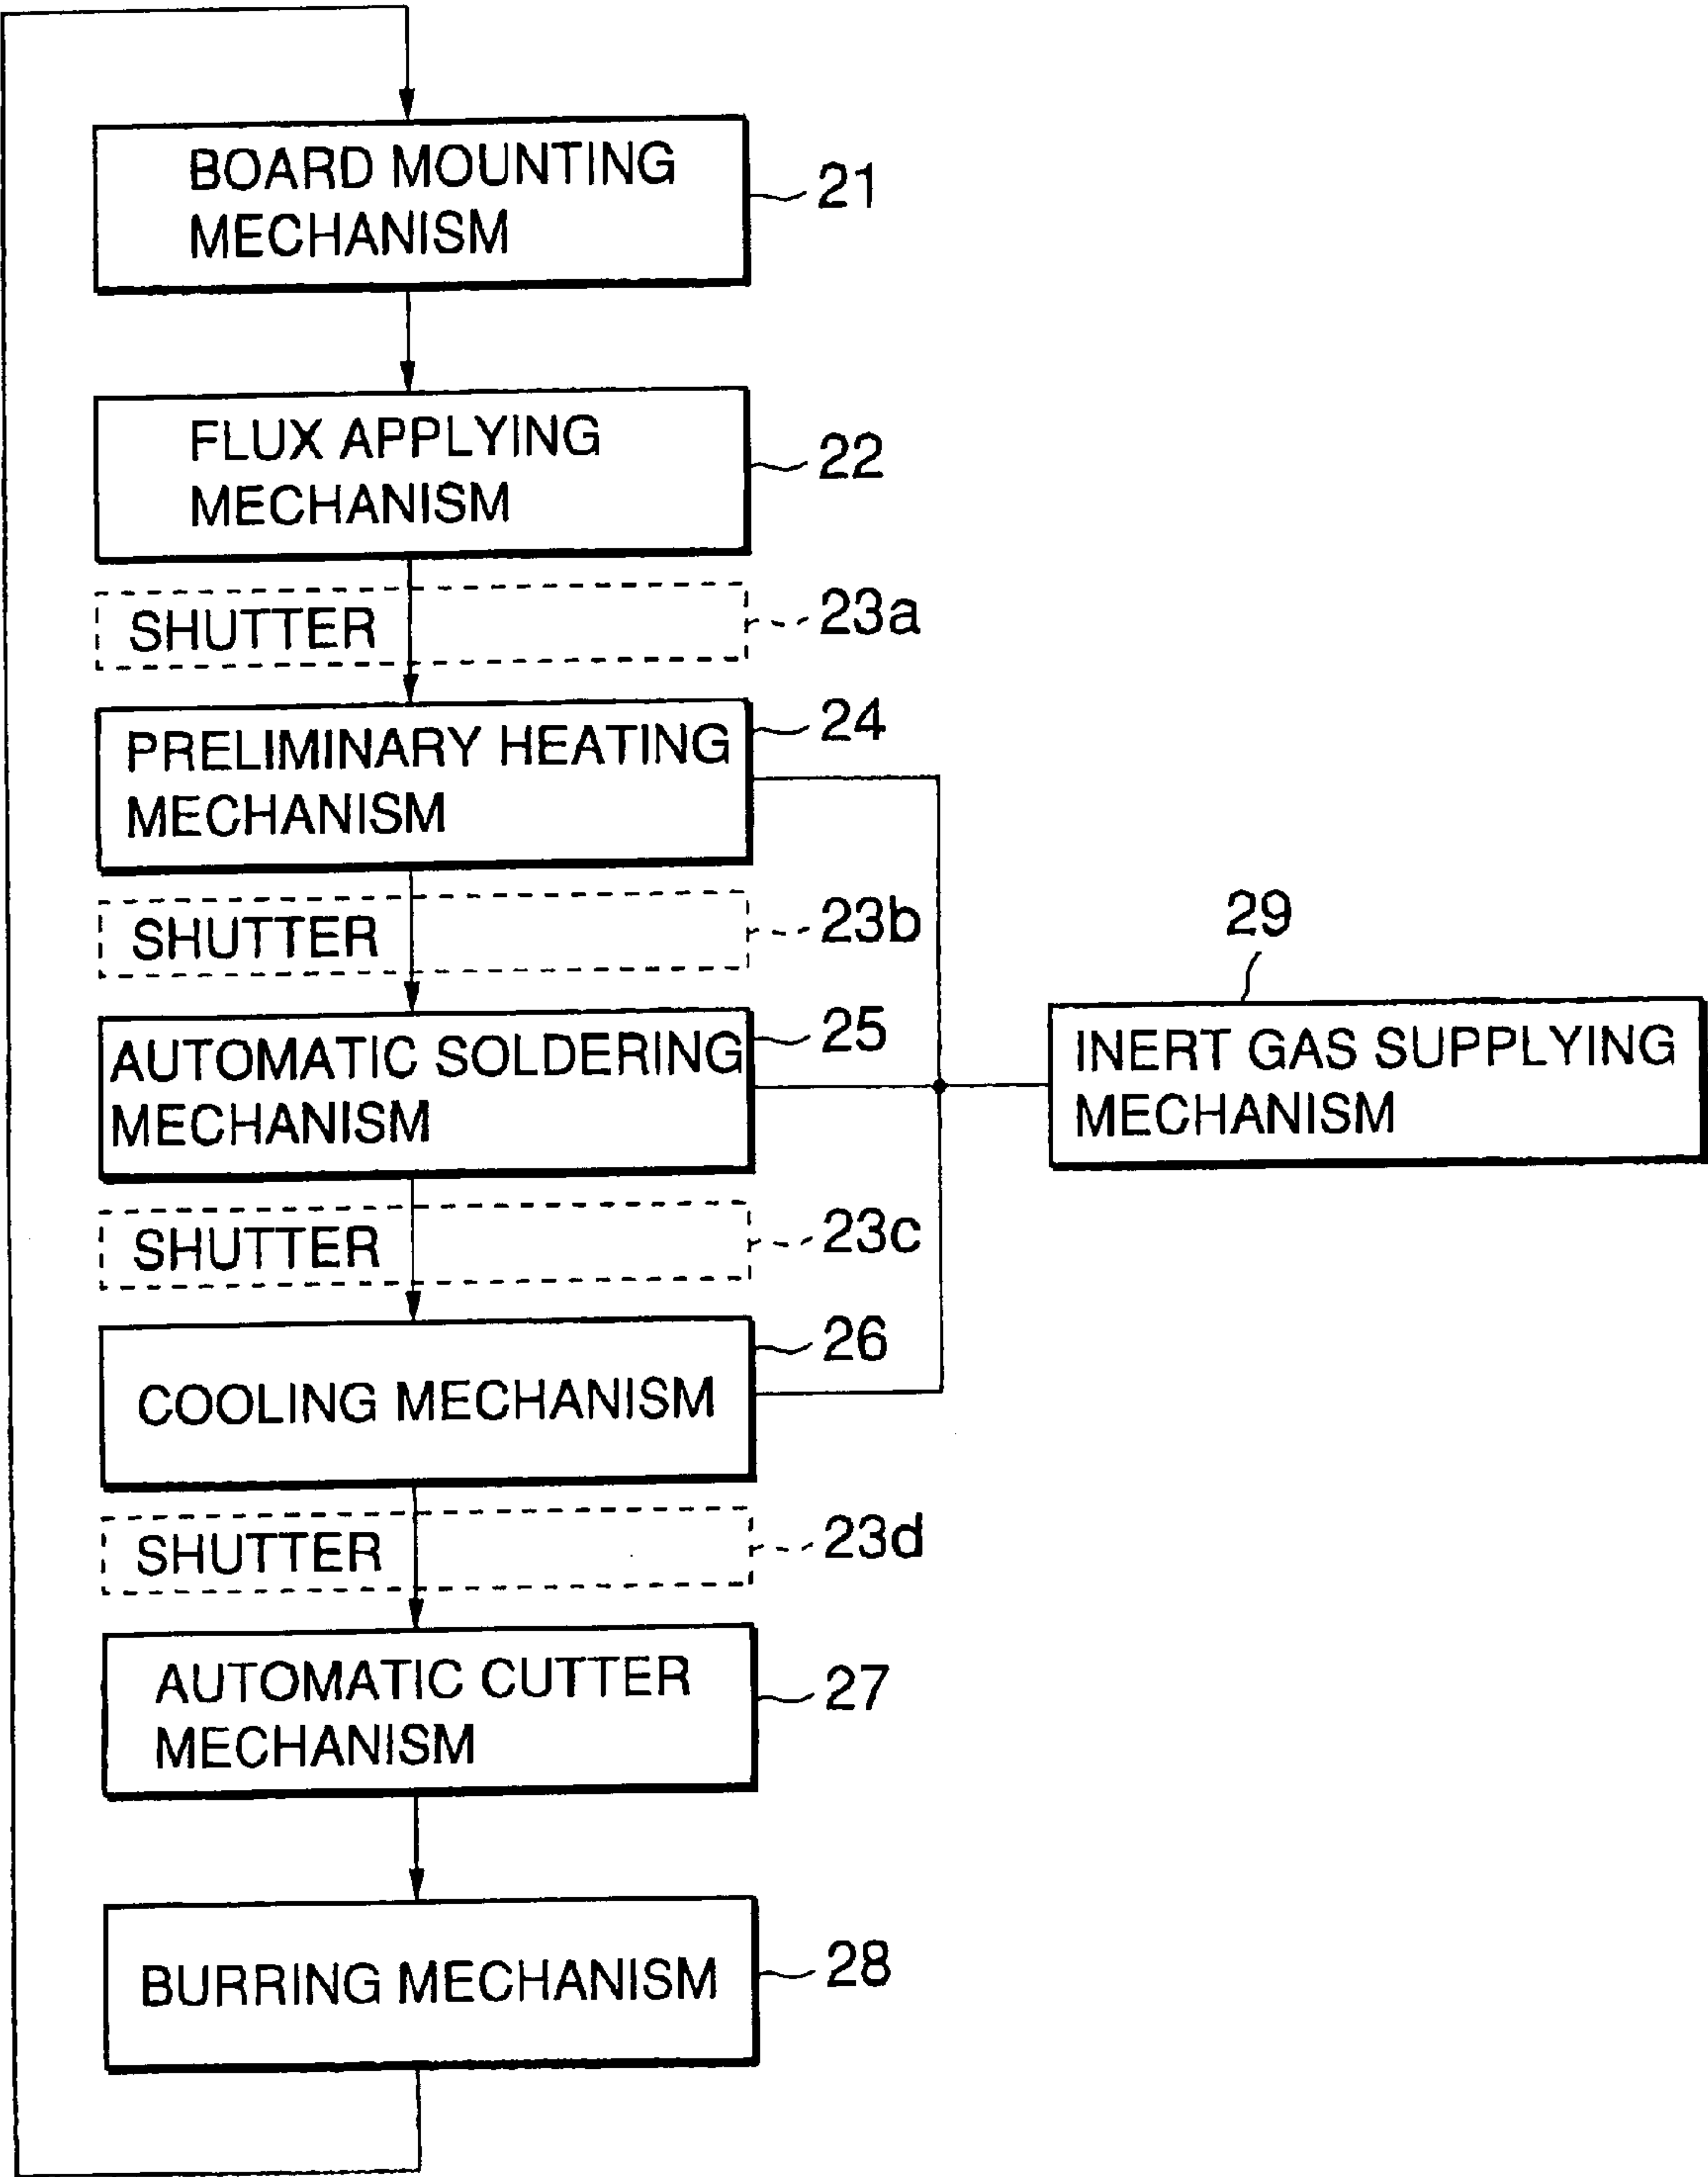 BOARD MOUNTING
MECHANISM
21
FLUX APPLYING
MECHANISM
22
SHUTTER
23a
PRELIMINARY HEATING
MECHANISM
24
SHUTTER
23b
AUTOMATIC SOLDERING
MECHANISM
25
29
INERT GAS SUPPLYING
MECHANISM
SHUTTER
23c
COOLING MECHANISM
26
SHUTTER
23d
AUTOMATIC CUTTER
MECHANISM
27
BURRING MECHANISM
28